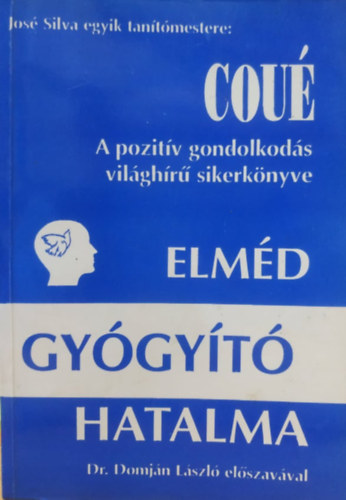 José Silva egyik tanítómestere:
COUÉ
A pozitív gondolkodás
világhírű sikerkönyve
ELMÉD
GYÓGYÍTÓ
HATALMA
Dr. Domján László előszavával